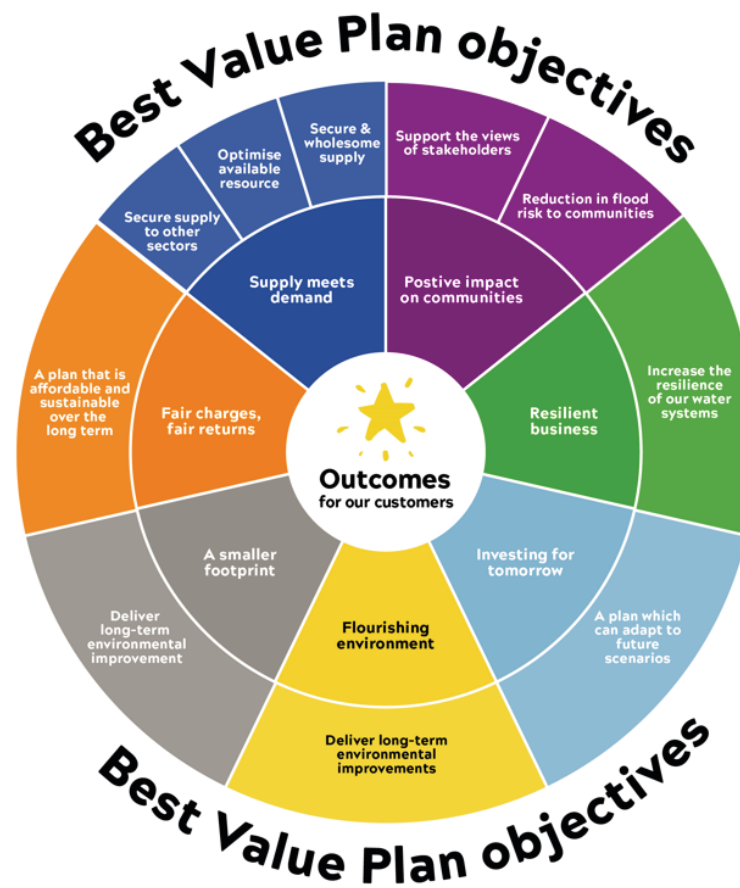 Best Value Plan objectives
Secure &
wholesome
supply
Optimise
available
resource
Secure supply
to other
sectors
Support the views
of stakeholders
Reduction in flood
risk to communities
Supply meets
demand
Postive impact
on communities
A plan that is
affordable and
sustainable
over the
long term
Fair charges,
fair returns
Resilient
business
Increase the
resilience
of our water
systems
Outcomes
for our customers
A smaller
footprint
Investing for
tomorrow
Deliver
long-term
environmental
improvement
Flourishing
environment
A plan which
can adapt to
future
scenarios
Deliver long-term
environmental
improvements
Best Value Plan objectives